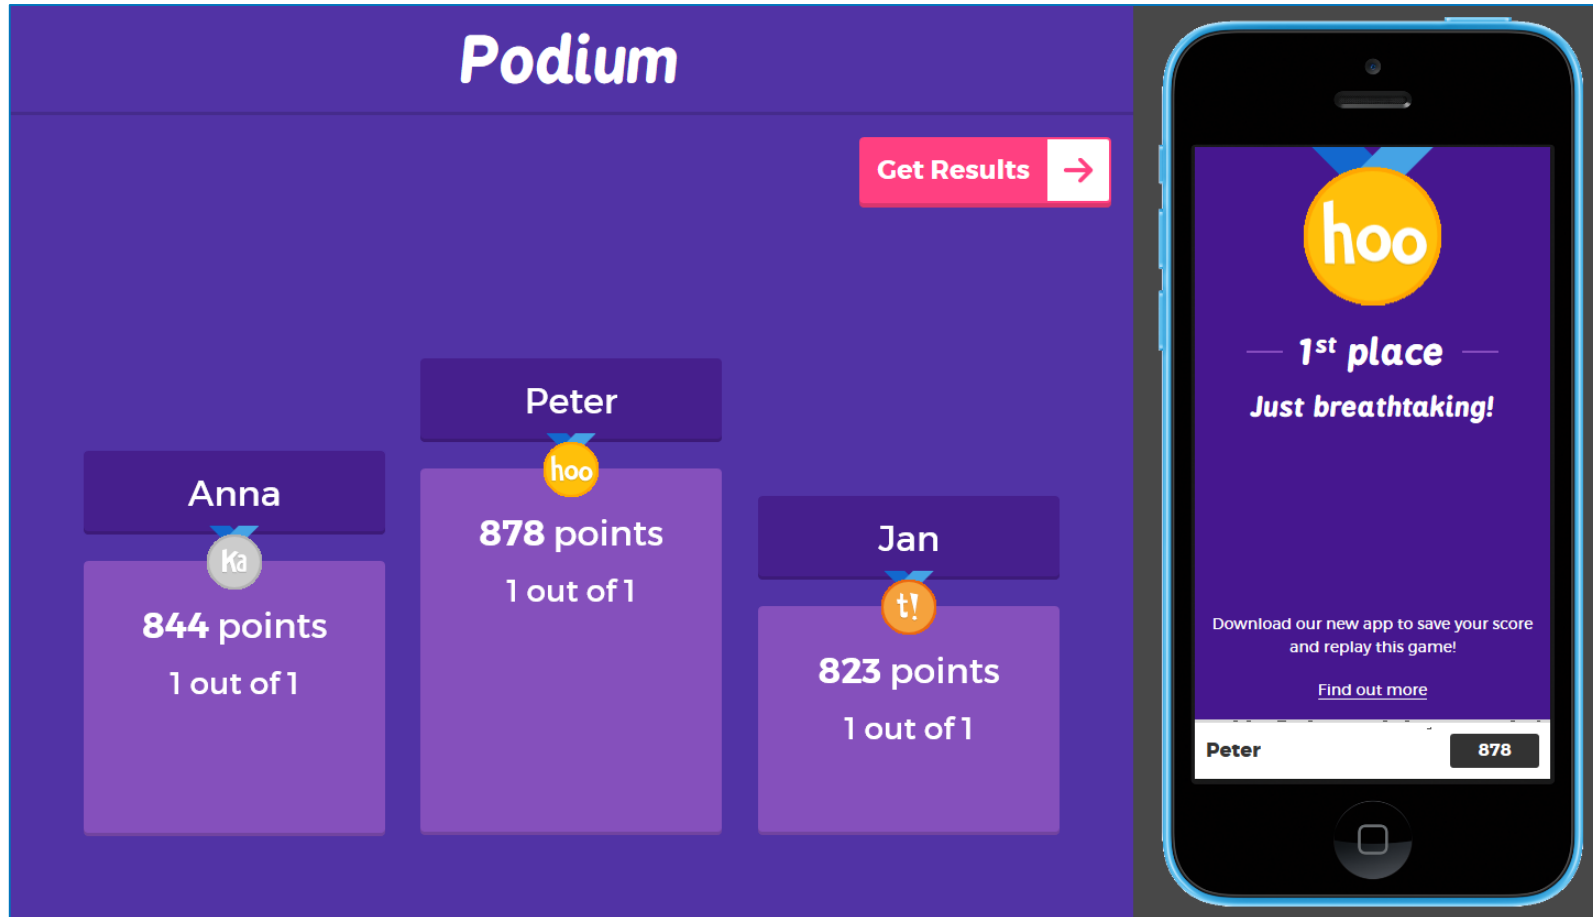 Podium
Get Results
Peter
hoo
878 points
1 out of 1
Anna
Ka
844 points
1 out of 1
Jan
t!
823 points
1 out of 1
hoo
1st place
Just breathtaking!
Download our new app to save your score
and replay this game!
Find out more
Peter
878